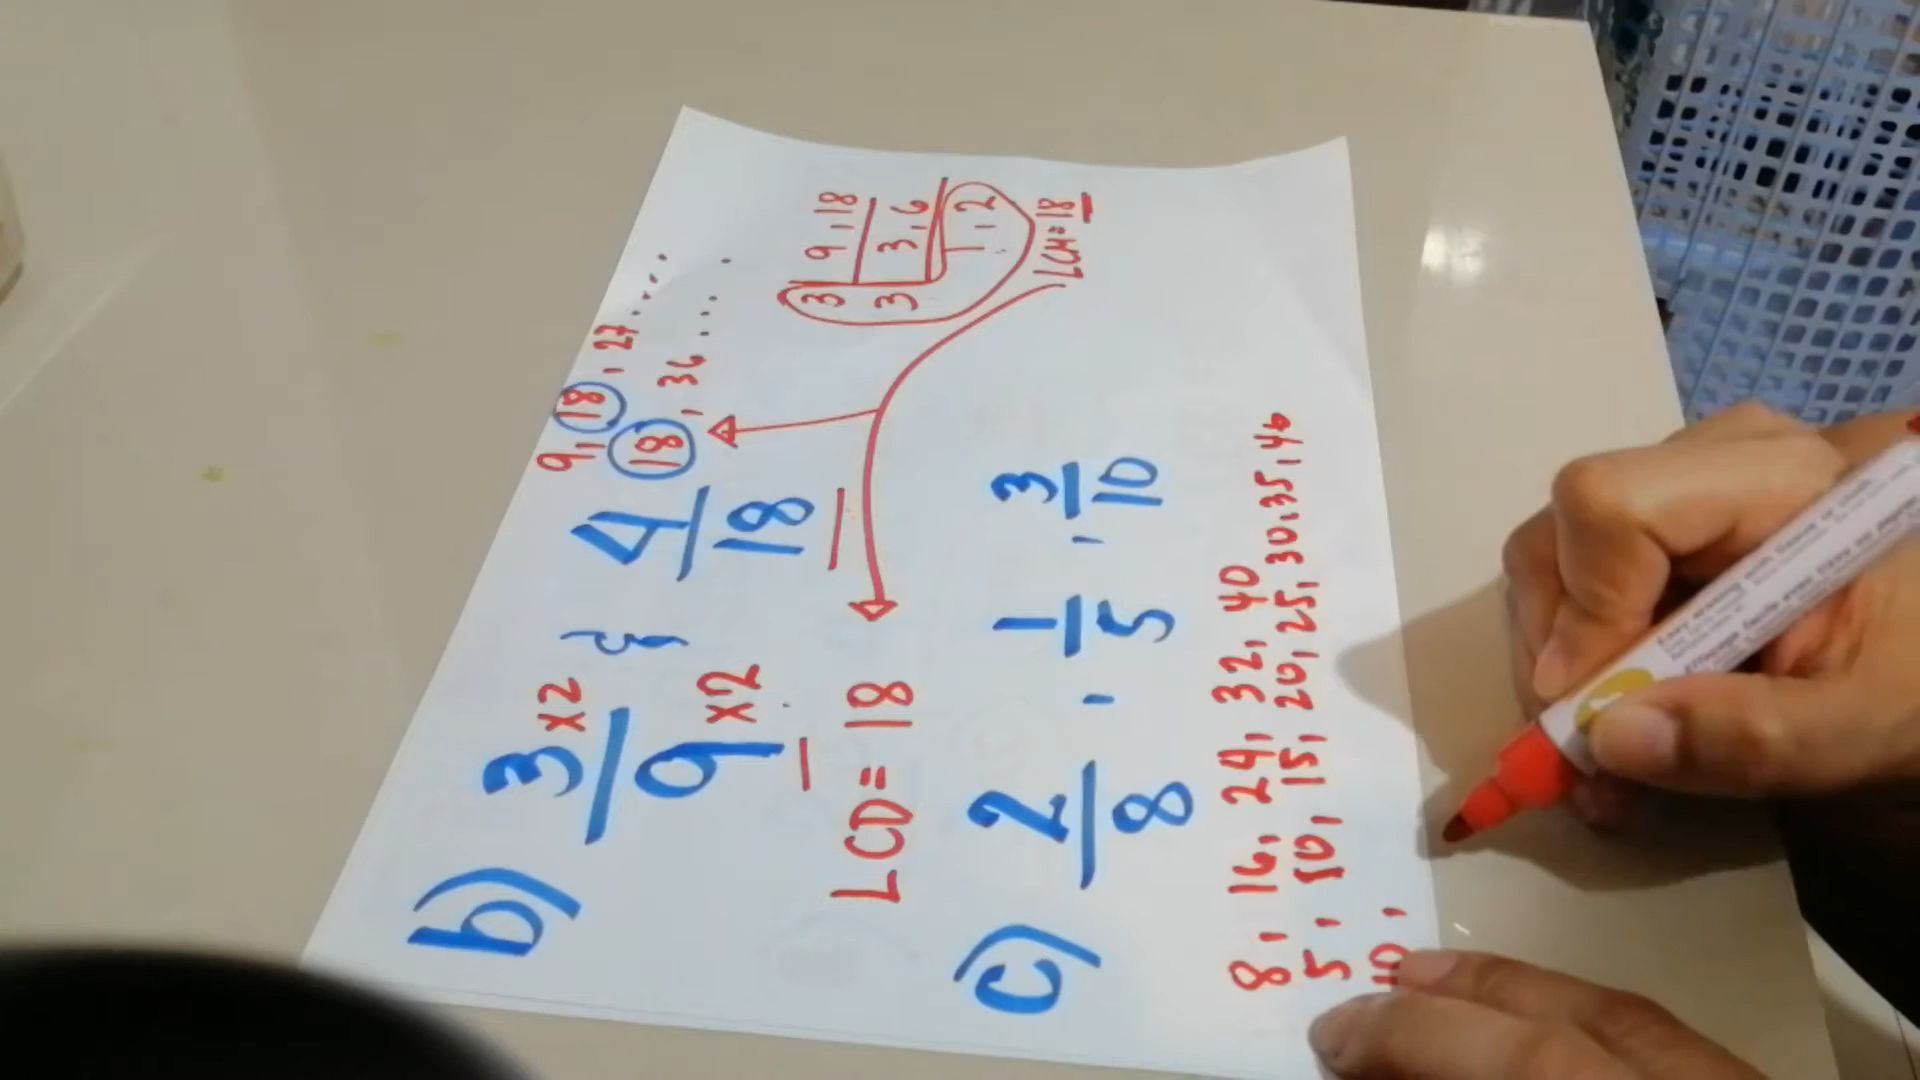 9, 18, 27.....
18, 36 ....
b) 3 x2 & 4
9 x2 18
3 9, 18
3 3, 6
1, 2
LCM = 18
LCD = 18
c) 2/8, 1/5, 3/10
8, 16, 24, 32, 40
5, 10, 15, 20, 25, 30, 35, 40
10,